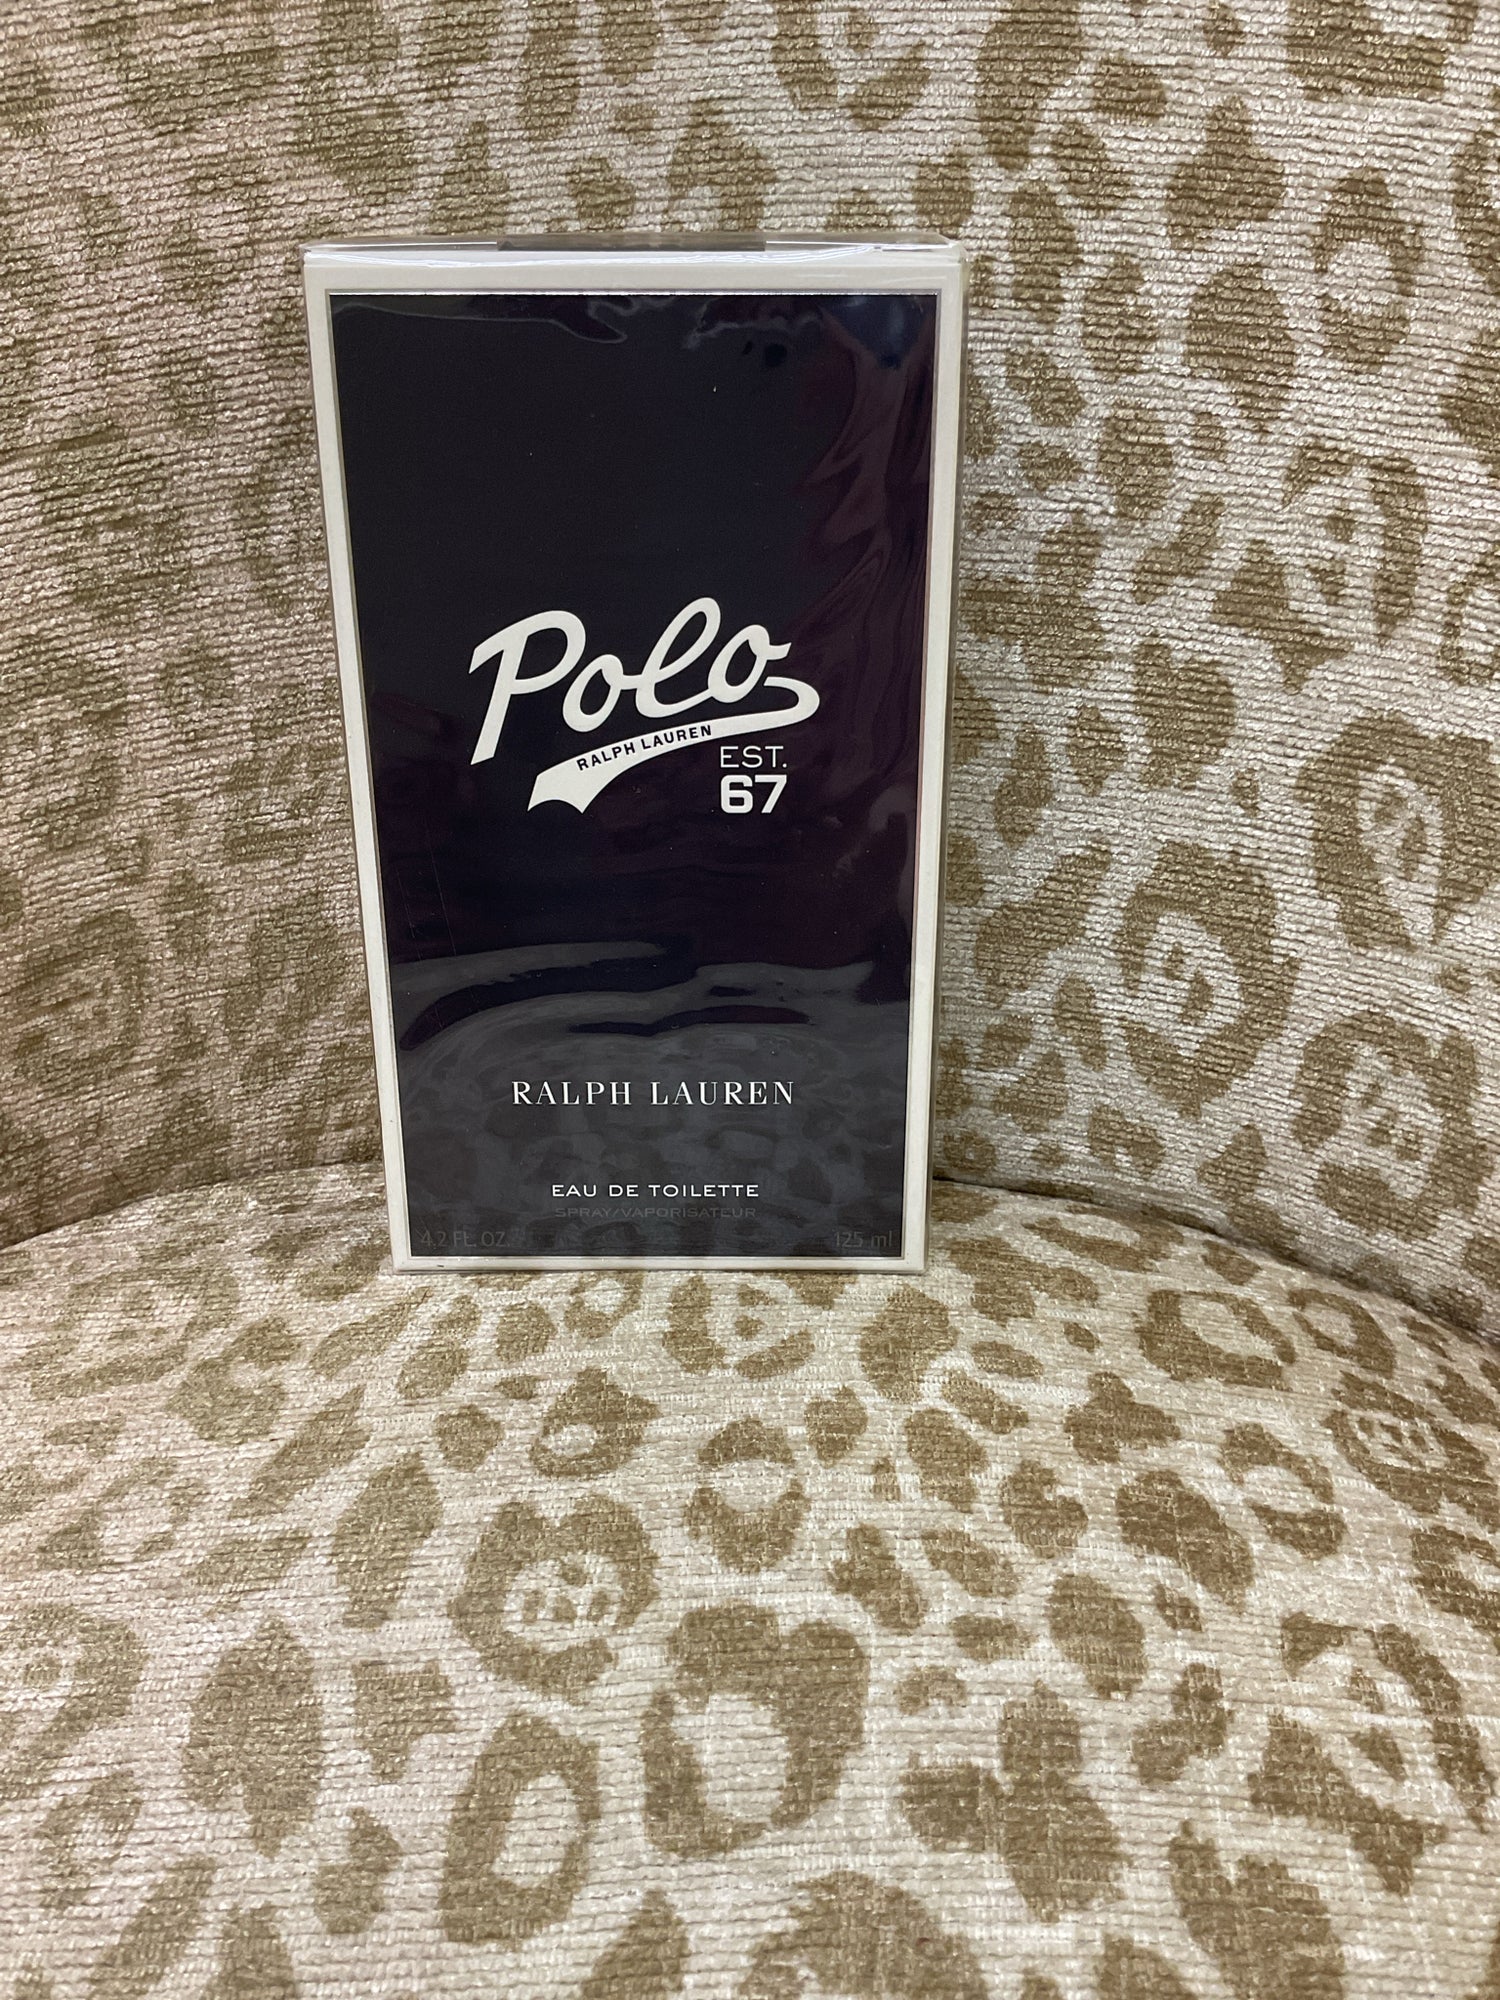 Polo
RALPH LAUREN
EST.
67
RALPH LAUREN
EAU DE TOILETTE
SPRAY/VAPORISATEUR
4.2 FL. OZ. 125 ml